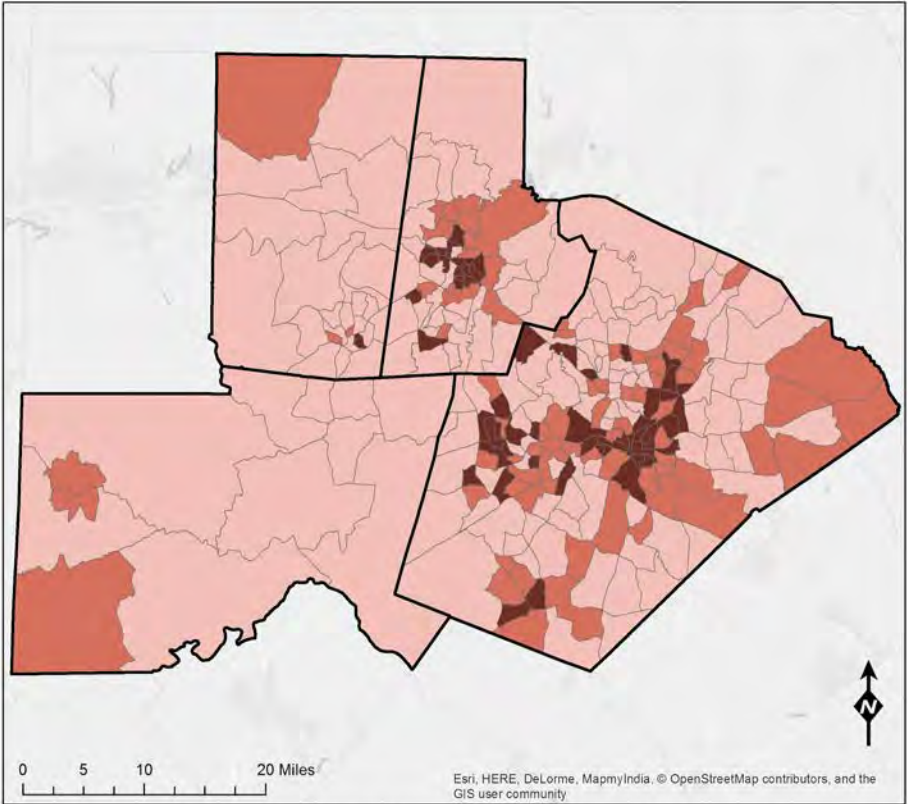 N
0 5 10 20 Miles
Esri, HERE, DeLorme, MapmyIndia, © OpenStreetMap contributors, and the
GIS user community